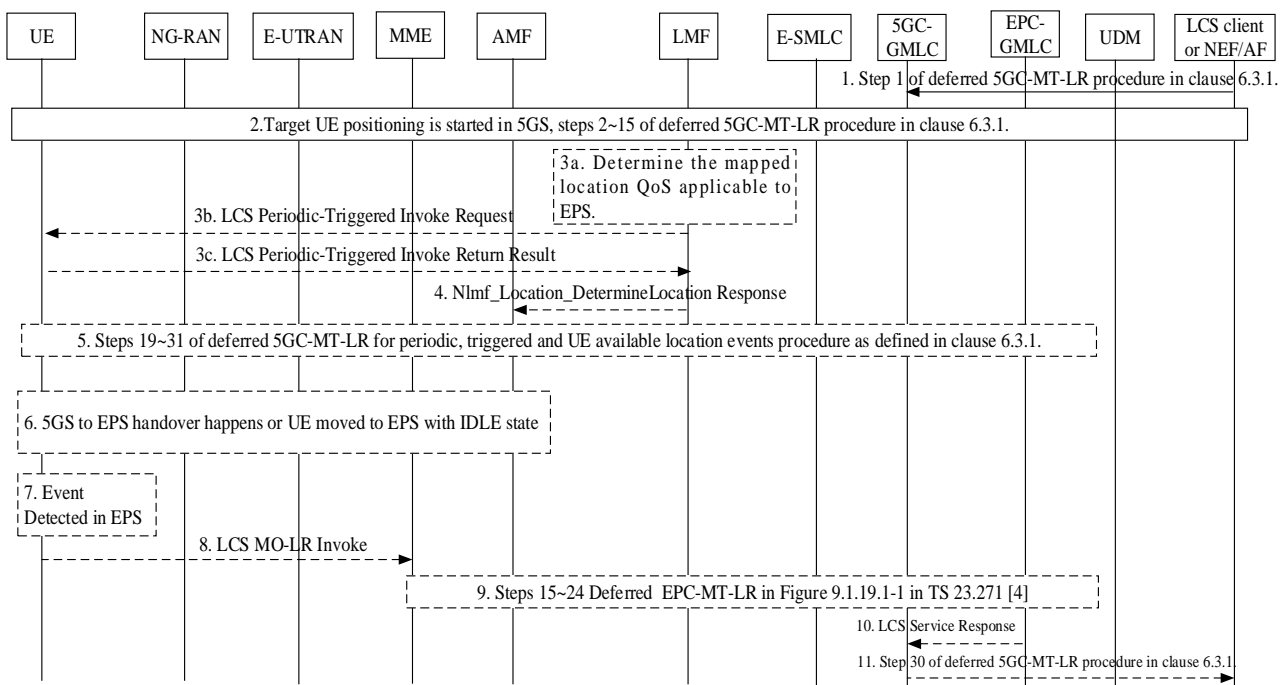 UE
NG-RAN
E-UTRAN
MME
AMF
LMF
E-SMLC
5GC-
GMLC
EPC-
GMLC
UDM
LCS client
or NEF/AF
1. Step 1 of deferred 5GC-MT-LR procedure in clause 6.3.1.
2.Target UE positioning is started in 5GS, steps 2~15 of deferred 5GC-MT-LR procedure in clause 6.3.1.
3a. Determine the mapped
location QoS applicable to
EPS.
3b. LCS Periodic-Triggered Invoke Request
3c. LCS Periodic-Triggered Invoke Return Result
4. Nlmf_Location_DetermineLocation Response
5. Steps 19~31 of deferred 5GC-MT-LR for periodic, triggered and UE available location events procedure as defined in clause 6.3.1.
6. 5GS to EPS handover happens or UE moved to EPS with IDLE state
7. Event
Detected in EPS
8. LCS MO-LR Invoke
9. Steps 15~24 Deferred EPC-MT-LR in Figure 9.1.19.1-1 in TS 23.271 [4]
10. LCS Service Response
11. Step 30 of deferred 5GC-MT-LR procedure in clause 6.3.1.